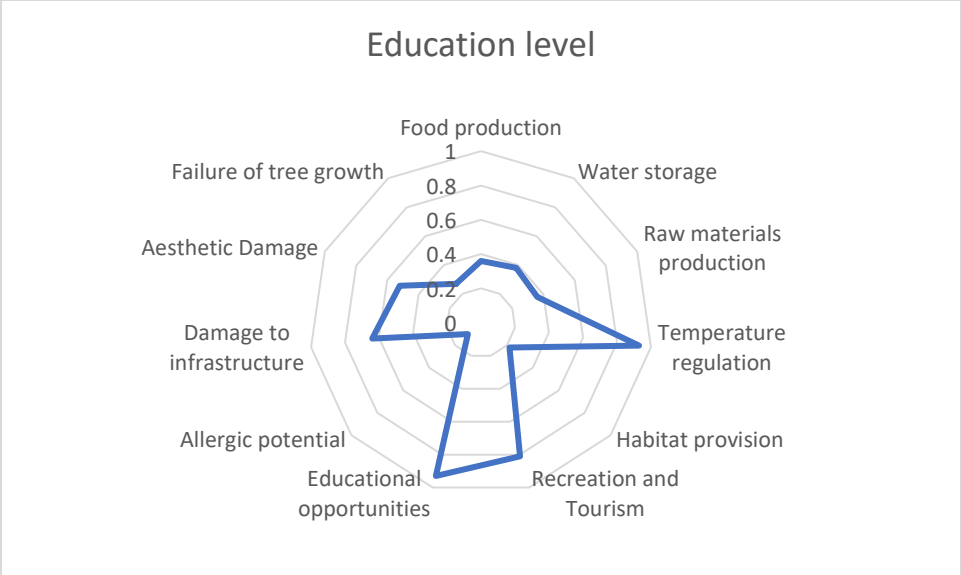 Education level
Food production
1
0.8
0.6
0.4
0.2
0
Water storage
Raw materials
production
Temperature
regulation
Habitat provision
Recreation and
Tourism
Educational
opportunities
Allergic potential
Damage to
infrastructure
Aesthetic Damage
Failure of tree growth